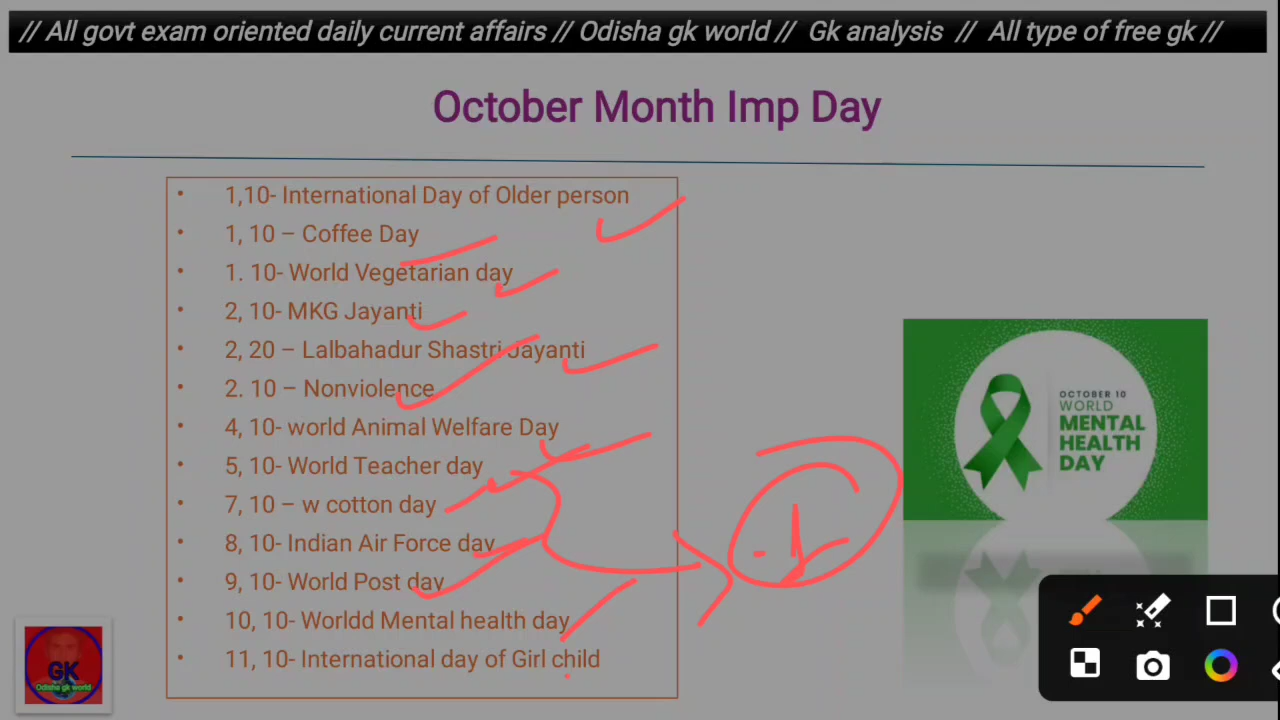 // All govt exam oriented daily current affairs // Odisha gk world //  Gk analysis  //  All type of free gk //
October Month Imp Day
• 1,10- International Day of Older person
• 1, 10 – Coffee Day
• 1. 10- World Vegetarian day
• 2, 10- MKG Jayanti
• 2, 20 – Lalbahadur Shastri Jayanti
• 2. 10 – Nonviolence
• 4, 10- world Animal Welfare Day
• 5, 10- World Teacher day
• 7, 10 – w cotton day
• 8, 10- Indian Air Force day
• 9, 10- World Post day
• 10, 10- Worldd Mental health day
• 11, 10- International day of Girl child
OCTOBER 10
WORLD
MENTAL
HEALTH
DAY
GK
Odisha gk world